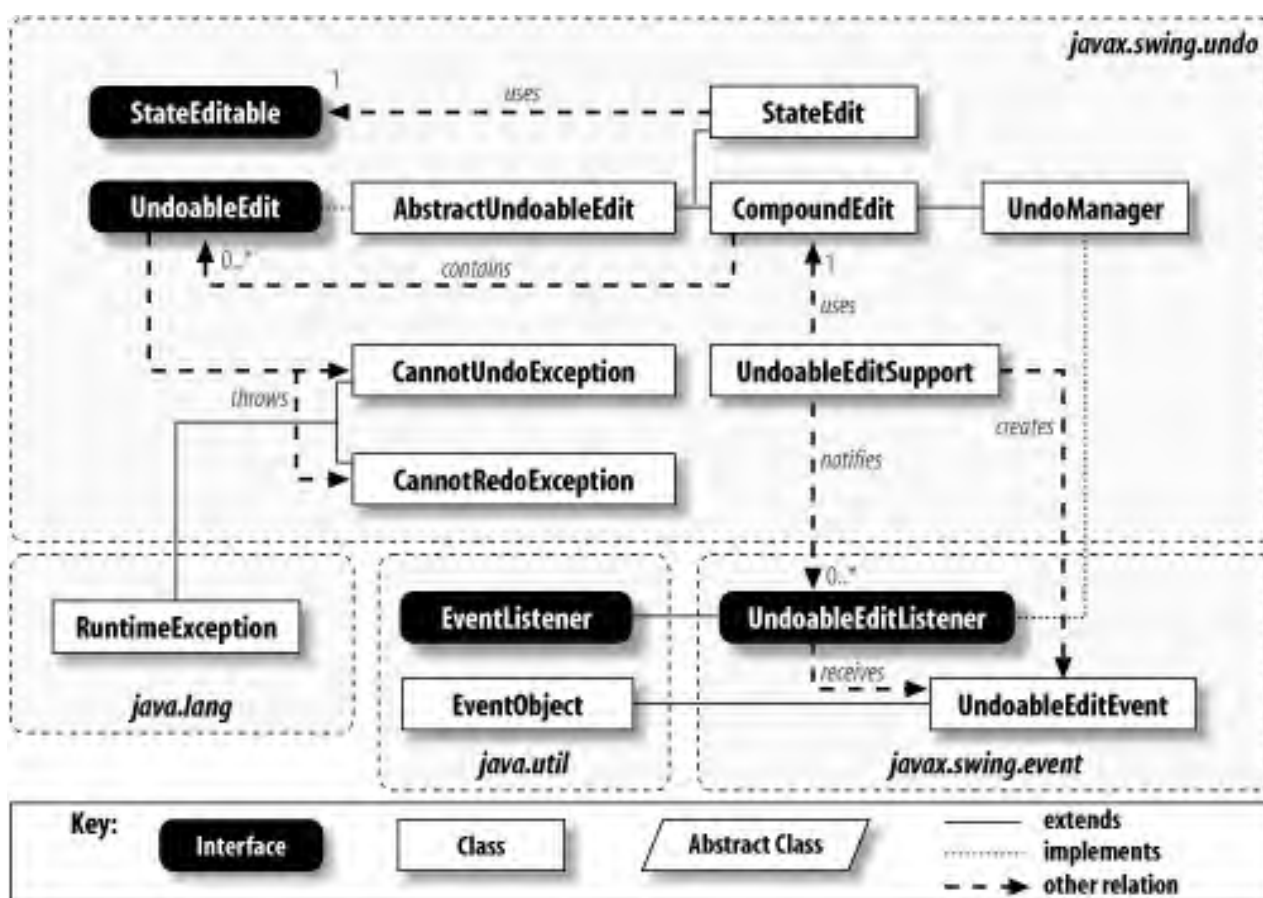 javax.swing.undo
1
StateEditable
uses
StateEdit
UndoableEdit
AbstractUndoableEdit
CompoundEdit
UndoManager
0..*
contains
1
uses
CannotUndoException
UndoableEditSupport
throws
creates
notifies
CannotRedoException
0..*
RuntimeException
EventListener
UndoableEditListener
receives
java.lang
EventObject
UndoableEditEvent
java.util
javax.swing.event
Key:
Interface
Class
Abstract Class
extends
implements
other relation